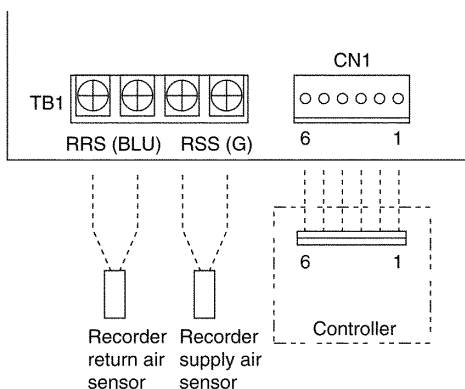 CN1
TB1
RRS (BLU) RSS (G)
6 1
6 1
Controller
Recorder
return air
sensor
Recorder
supply air
sensor